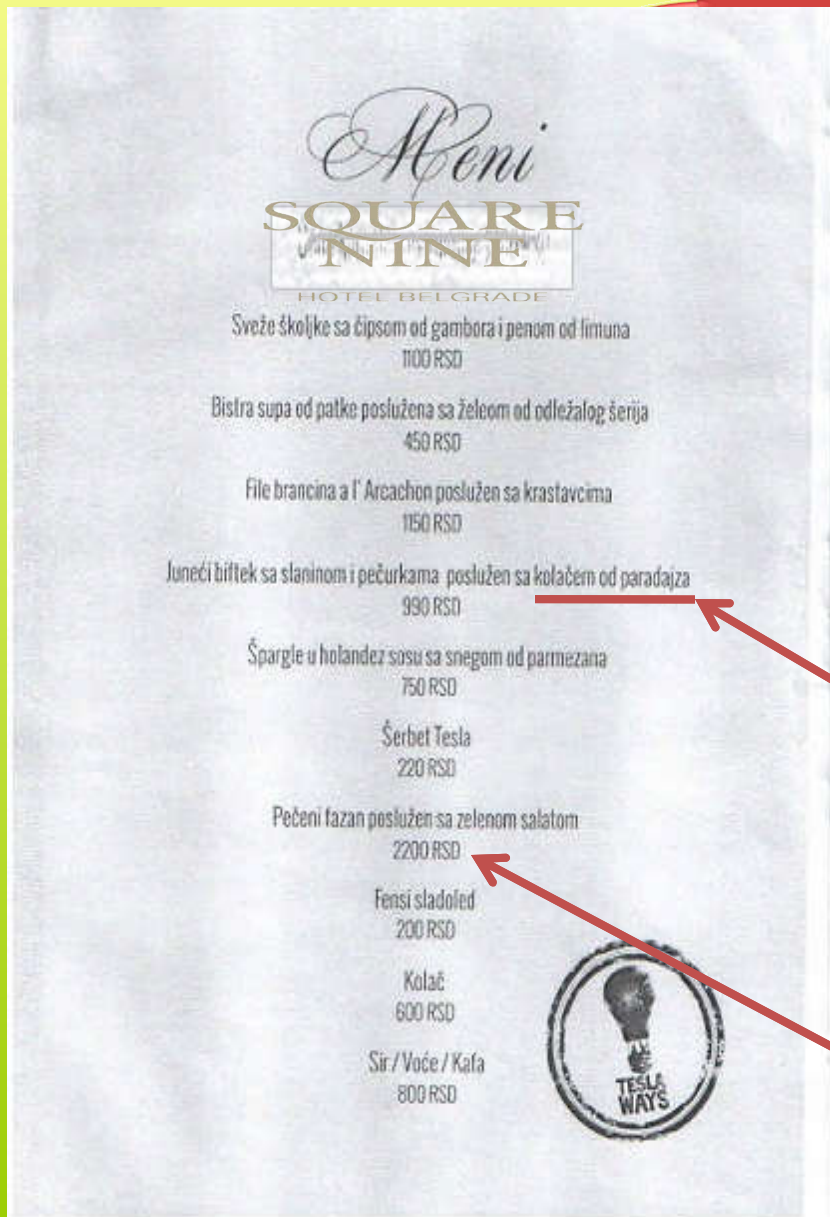 Meni
SQUARE
NINE
HOTEL BELGRADE
Sveže školjke sa čipsom od gambora i penom od limuna
1100 RSD
Bistra supa od patke poslužena sa želeom od odležalog šerija
450 RSD
File brancina a l' Arcachon poslužen sa krastavcima
1150 RSD
Juneći biftek sa slaninom i pečurkama poslužen sa kolačem od paradajza
990 RSD
Špargle u holandez sosu sa snegom od parmezana
750 RSD
Šerbet Tesla
220 RSD
Pečeni fazan poslužen sa zelenom salatom
2200 RSD
Fensi sladoled
200 RSD
Kolač
600 RSD
Sir / Voće / Kafa
800 RSD
TESLA
WAYS